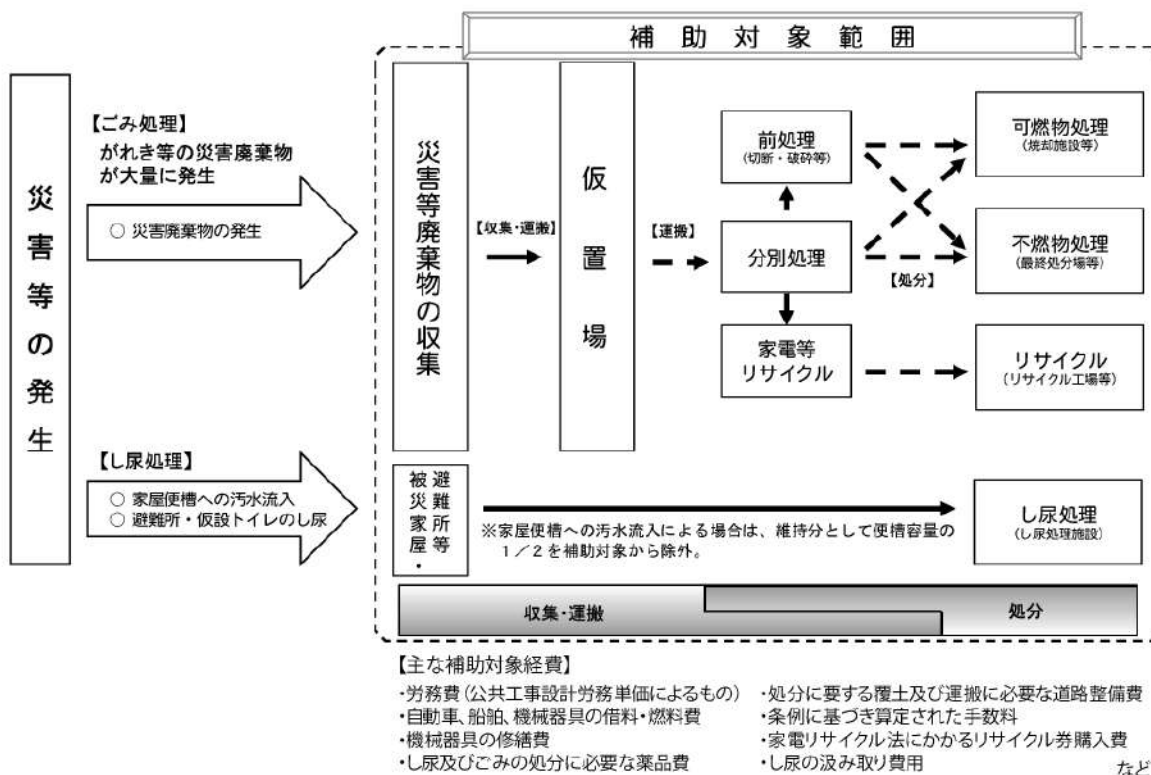 補助対象範囲
災害等の発生
【ごみ処理】
がれき等の災害廃棄物
が大量に発生
○ 災害廃棄物の発生
【し尿処理】
○ 家屋便槽への汚水流入
○ 避難所・仮設トイレのし尿
災害等廃棄物の収集
【収集・運搬】
仮置場
【運搬】
前処理
(切断・破砕等)
分別処理
家電等
リサイクル
【処分】
可燃物処理
(焼却施設等)
不燃物処理
(最終処分場等)
リサイクル
(リサイクル工場等)
避難所等
被災家屋・
※家屋便槽への汚水流入による場合は、維持分として便槽容量の
1/2を補助対象から除外。
し尿処理
(し尿処理施設)
収集・運搬
処分
【主な補助対象経費】
・労務費(公共工事設計労務単価によるもの)
・自動車、船舶、機械器具の借料・燃料費
・機械器具の修繕費
・し尿及びごみの処分に必要な薬品費
・処分に要する覆土及び運搬に必要な道路整備費
・条例に基づき算定された手数料
・家電リサイクル法にかかるリサイクル券購入費
・し尿の汲み取り費用
など